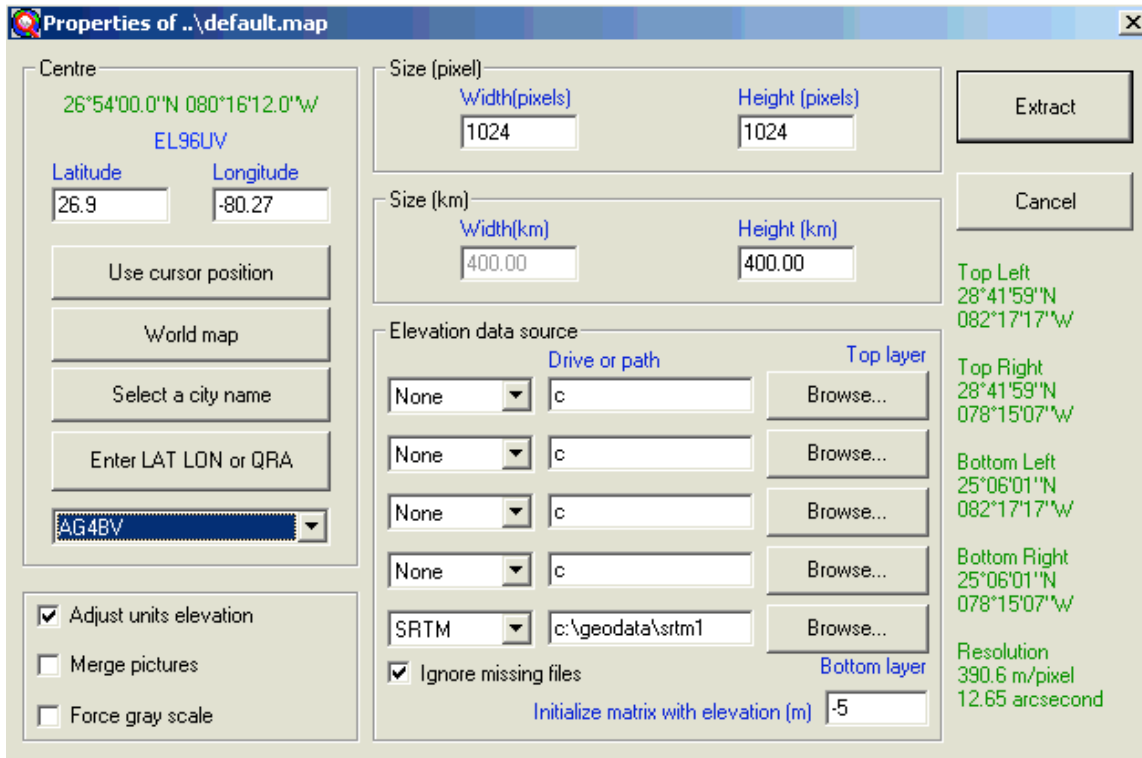 Properties of ..\default.map
Centre
26°54'00.0''N 080°16'12.0''W
EL96UV
Latitude Longitude
26.9 -80.27
Use cursor position
World map
Select a city name
Enter LAT LON or QRA
AG4BV
Adjust units elevation
Merge pictures
Force gray scale
Size (pixel)
Width(pixels) Height (pixels)
1024 1024
Size (km)
Width(km) Height (km)
400.00 400.00
Elevation data source
Drive or path Top layer
None c Browse...
None c Browse...
None c Browse...
None c Browse...
SRTM c:\geodata\srtm1 Browse...
Ignore missing files Bottom layer
Initialize matrix with elevation (m) -5
Extract
Cancel
Top Left
28°41'59''N
082°17'17''W
Top Right
28°41'59''N
078°15'07''W
Bottom Left
25°06'01''N
082°17'17''W
Bottom Right
25°06'01''N
078°15'07''W
Resolution
390.6 m/pixel
12.65 arcsecond